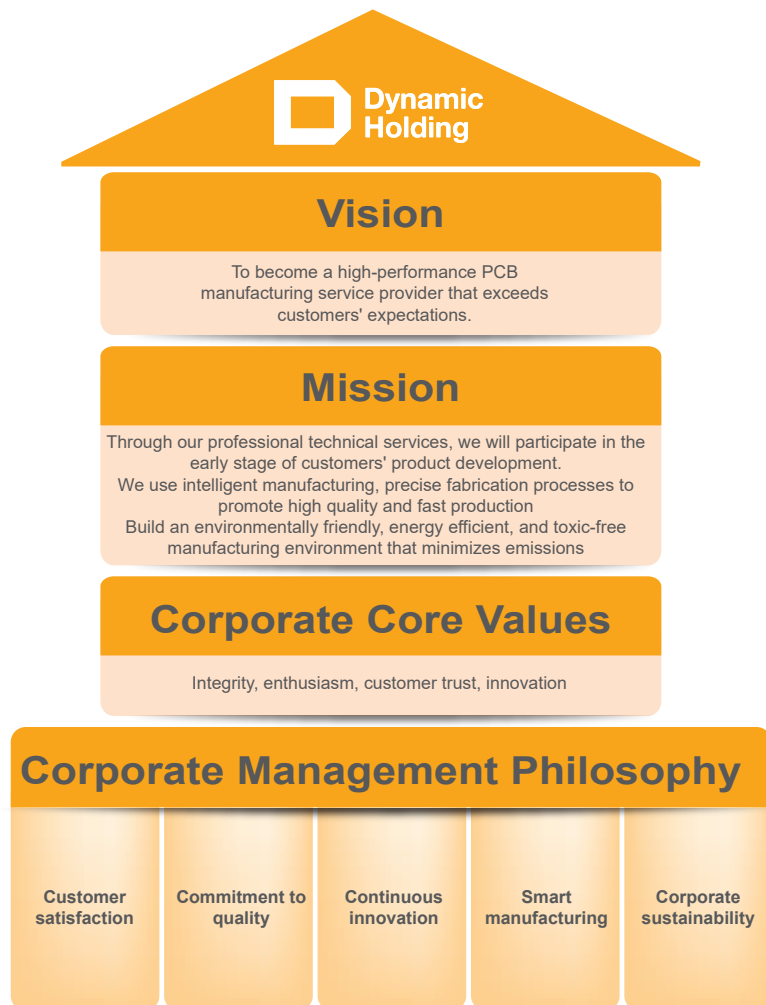 Dynamic
Holding
Vision
To become a high-performance PCB
manufacturing service provider that exceeds
customers' expectations.
Mission
Through our professional technical services, we will participate in the
early stage of customers' product development.
We use intelligent manufacturing, precise fabrication processes to
promote high quality and fast production
Build an environmentally friendly, energy efficient, and toxic-free
manufacturing environment that minimizes emissions
Corporate Core Values
Integrity, enthusiasm, customer trust, innovation
Corporate Management Philosophy
Customer
satisfaction
Commitment to
quality
Continuous
innovation
Smart
manufacturing
Corporate
sustainability